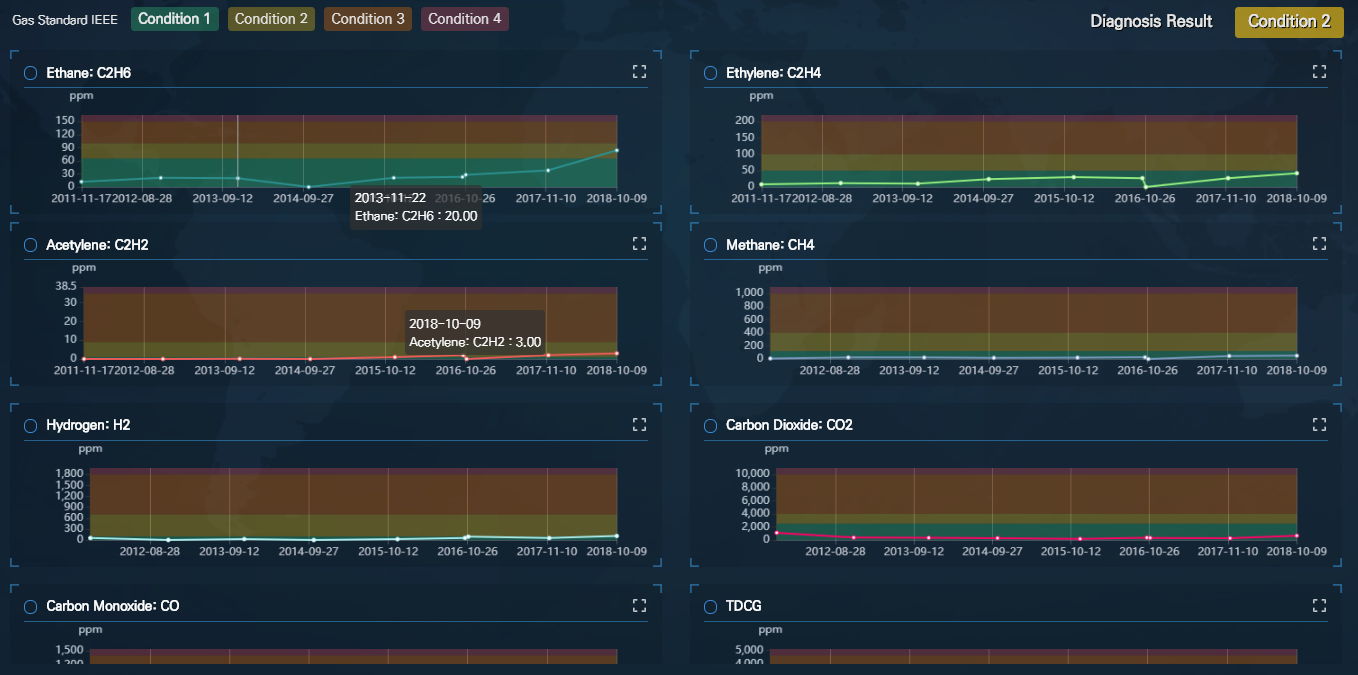 Gas Standard IEEE Condition 1 Condition 2 Condition 3 Condition 4 Diagnosis Result Condition 2
Ethane: C2H6
ppm
150
120
90
60
30
0
2011-11-17 2012-08-28 2013-09-12 2014-09-27 2016-10-26 2017-11-10 2018-10-09
2013-11-22
Ethane: C2H6 : 20.00
Ethylene: C2H4
ppm
200
150
100
50
0
2011-11-17 2012-08-28 2013-09-12 2014-09-27 2015-10-12 2016-10-26 2017-11-10 2018-10-09
Acetylene: C2H2
ppm
38.5
30
20
10
0
2011-11-17 2012-08-28 2013-09-12 2014-09-27 2015-10-12 2016-10-26 2017-11-10 2018-10-09
2018-10-09
Acetylene: C2H2 : 3.00
Methane: CH4
ppm
1,000
800
600
400
200
0
2012-08-28 2013-09-12 2014-09-27 2015-10-12 2016-10-26 2017-11-10 2018-10-09
Hydrogen: H2
ppm
1,800
1,500
1,200
900
600
300
0
2012-08-28 2013-09-12 2014-09-27 2015-10-12 2016-10-26 2017-11-10 2018-10-09
Carbon Dioxide: CO2
ppm
10,000
8,000
6,000
4,000
2,000
0
2012-08-28 2013-09-12 2014-09-27 2015-10-12 2016-10-26 2017-11-10 2018-10-09
Carbon Monoxide: CO
ppm
1,500
1,200
TDCG
ppm
5,000
4,000